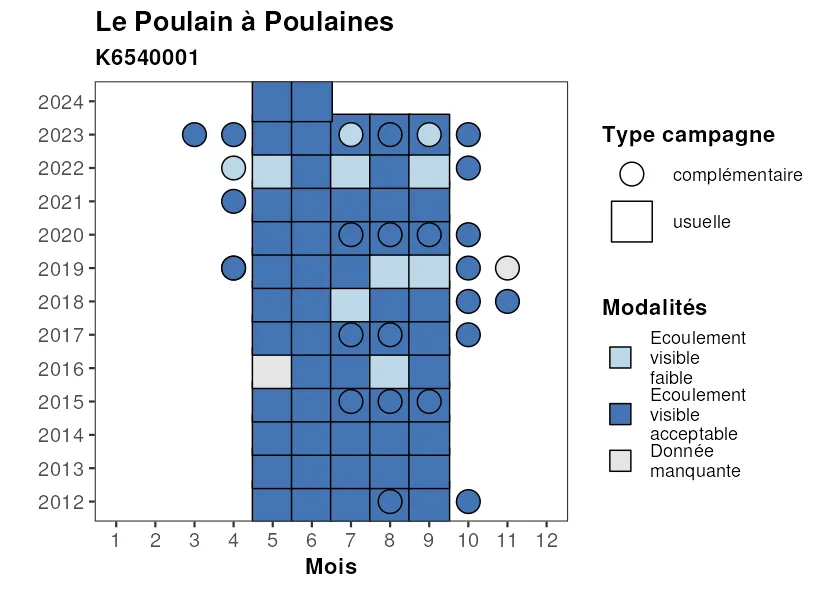 Le Poulain à Poulaines
K6540001
2024
2023
2022
2021
2020
2019
2018
2017
2016
2015
2014
2013
2012
1 2 3 4 5 6 7 8 9 10 11 12
Mois
Type campagne
complémentaire
usuelle
Modalités
Ecoulement
visible
faible
Ecoulement
visible
acceptable
Donnée
manquante